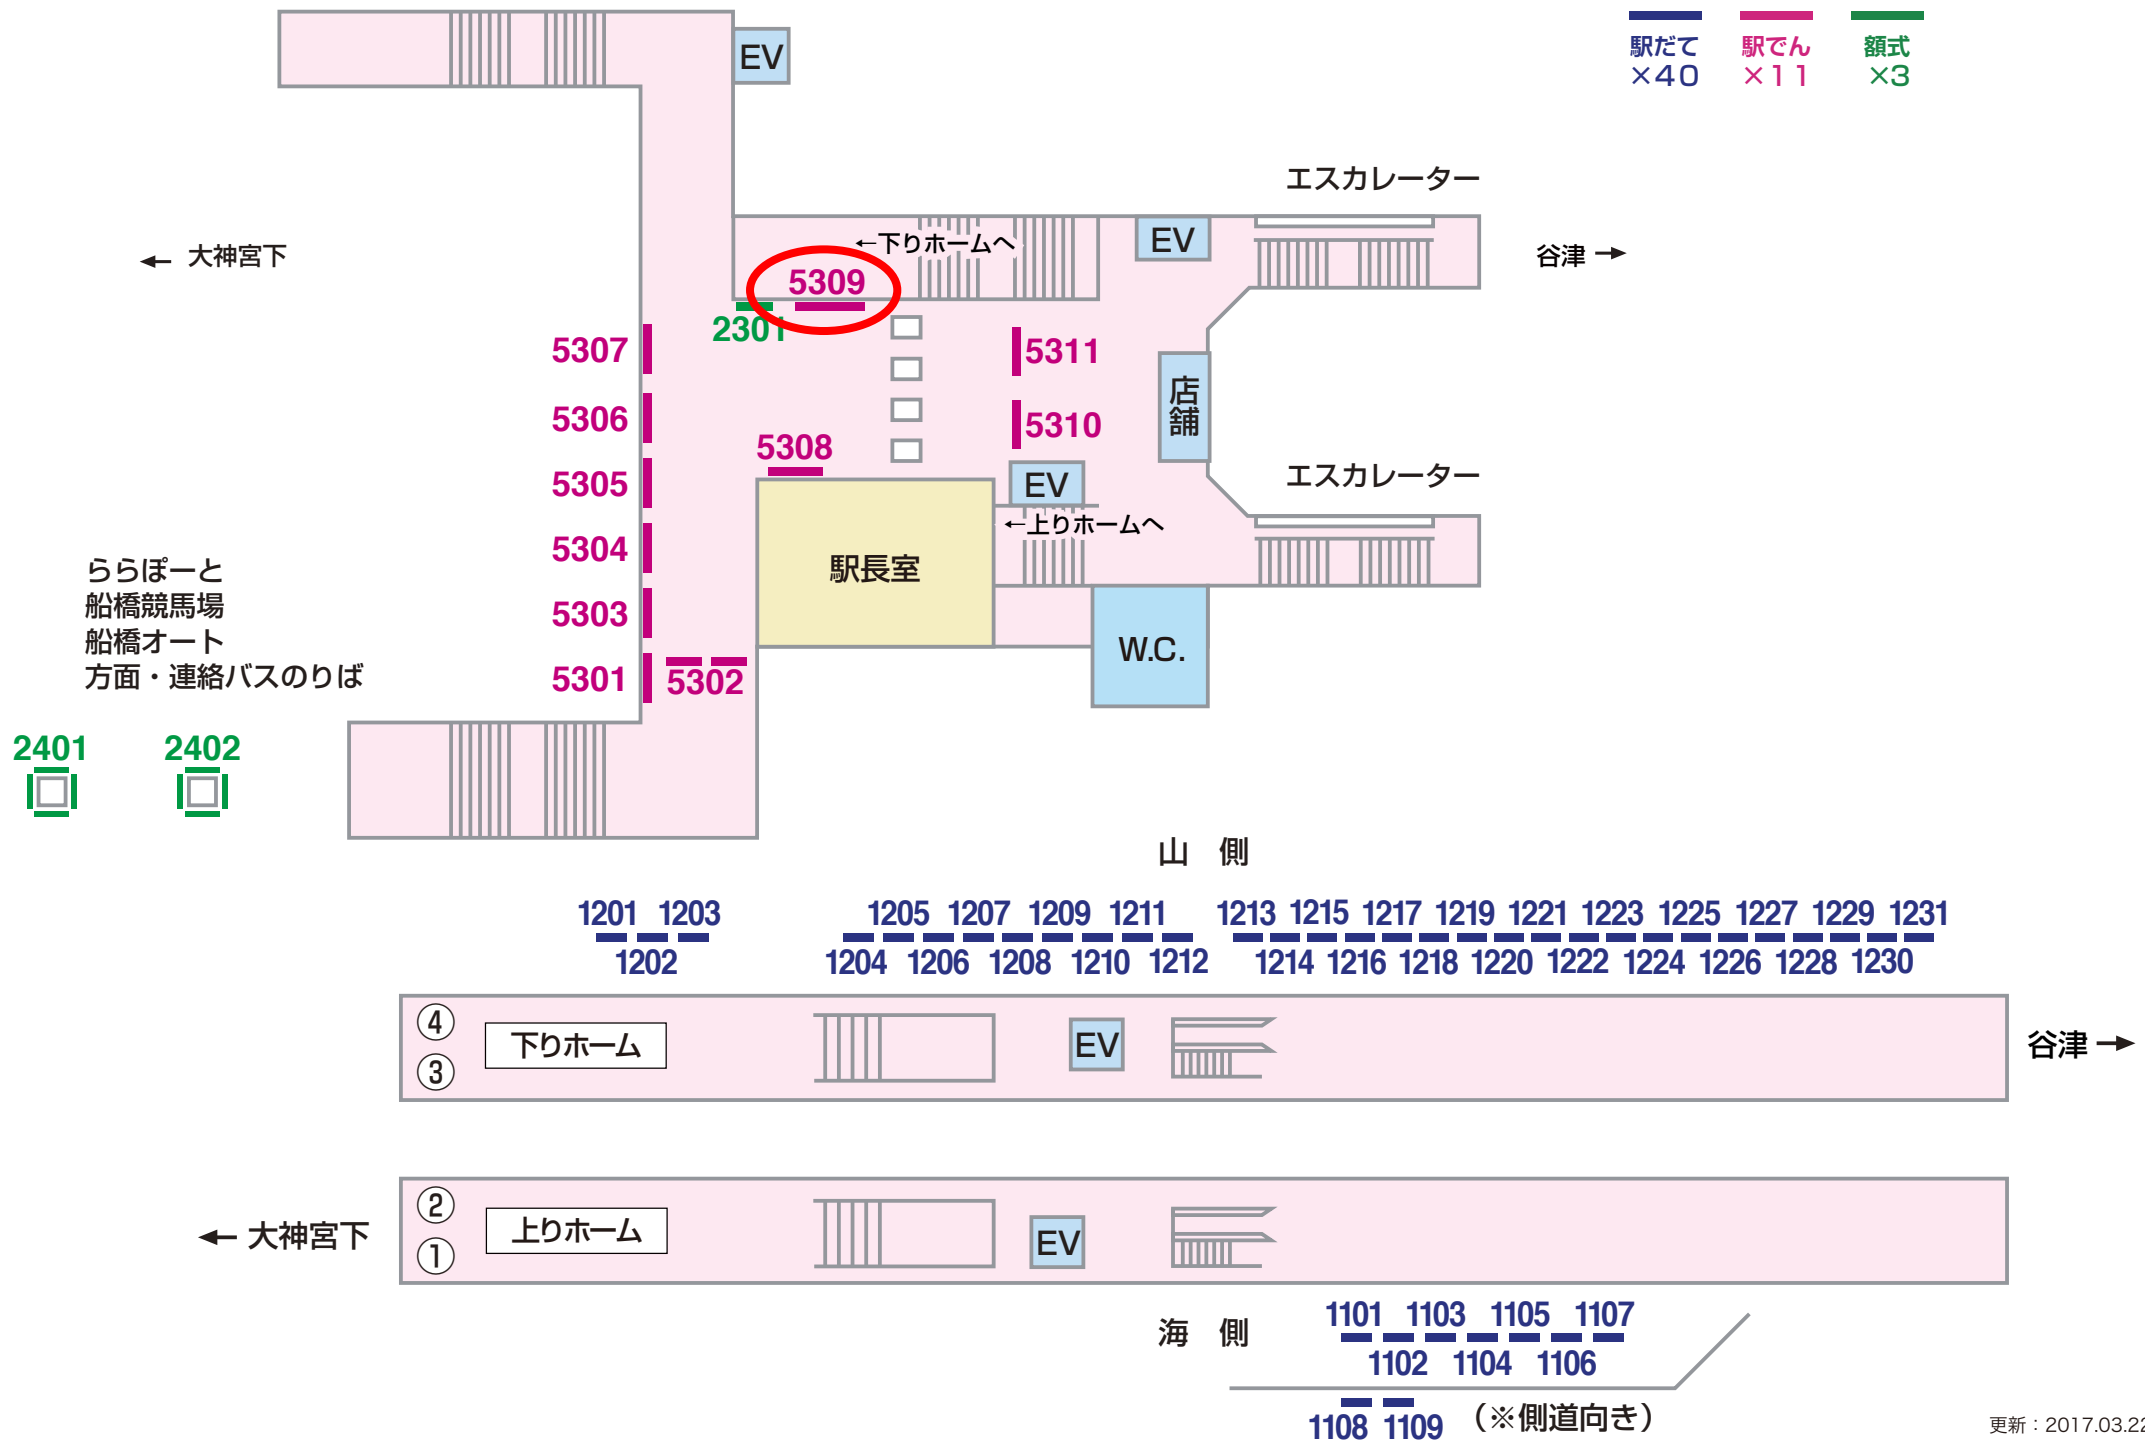 EV
駅だて
×40
駅でん
×11
額式
×3
エスカレーター
← 大神宮下
←下りホームへ
EV
谷津 →
5309
2301
5307
5311
5306
5310
店舗
5308
5305
EV
エスカレーター
←上りホームへ
5304
駅長室
ららぽーと
船橋競馬場
船橋オート
方面・連絡バスのりば
5303
W.C.
5301
5302
2401
2402
山 側
1201 1203
1205 1207 1209 1211
1213 1215 1217 1219 1221 1223 1225 1227 1229 1231
1202
1204 1206 1208 1210 1212
1214 1216 1218 1220 1222 1224 1226 1228 1230
④
下りホーム
EV
谷津 →
③
②
← 大神宮下
上りホーム
EV
①
海 側
1101 1103 1105 1107
1102 1104 1106
1108 1109
（※側道向き）
更新：2017.03.22